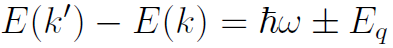 E(k′) − E(k) = ℏω ± E_q